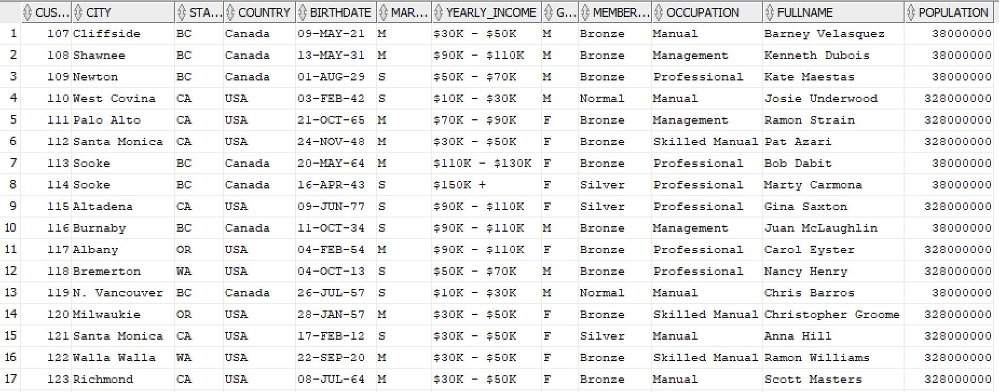 CUS... CITY STA... COUNTRY BIRTHDATE MAR... YEARLY_INCOME G... MEMBER... OCCUPATION FULLNAME POPULATION
1 107 Cliffside BC Canada 09-MAY-21 M $30K - $50K M Bronze Manual Barney Velasquez 38000000
2 108 Shawnee BC Canada 13-MAY-31 M $90K - $110K M Bronze Management Kenneth Dubois 38000000
3 109 Newton BC Canada 01-AUG-29 S $50K - $70K M Bronze Professional Kate Maestas 38000000
4 110 West Covina CA USA 03-FEB-42 S $10K - $30K M Normal Manual Josie Underwood 328000000
5 111 Palo Alto CA USA 21-OCT-65 M $70K - $90K F Bronze Management Ramon Strain 328000000
6 112 Santa Monica CA USA 24-NOV-48 M $30K - $50K F Bronze Skilled Manual Pat Azari 328000000
7 113 Sooke BC Canada 20-MAY-64 M $110K - $130K F Bronze Professional Bob Dabit 38000000
8 114 Sooke BC Canada 16-APR-43 S $150K + F Silver Professional Marty Carmona 38000000
9 115 Altadena CA USA 09-JUN-77 S $90K - $110K F Silver Professional Gina Saxton 328000000
10 116 Burnaby BC Canada 11-OCT-34 S $90K - $110K M Bronze Management Juan McLaughlin 38000000
11 117 Albany OR USA 04-FEB-54 M $90K - $110K F Bronze Professional Carol Eyster 328000000
12 118 Bremerton WA USA 04-OCT-13 S $50K - $70K M Bronze Professional Nancy Henry 328000000
13 119 N. Vancouver BC Canada 26-JUL-57 S $10K - $30K M Normal Manual Chris Barros 38000000
14 120 Milwaukie OR USA 28-JAN-57 M $30K - $50K F Bronze Skilled Manual Christopher Groome 328000000
15 121 Santa Monica CA USA 17-FEB-12 S $30K - $50K F Silver Manual Anna Hill 328000000
16 122 Walla Walla WA USA 22-SEP-20 M $30K - $50K F Bronze Skilled Manual Ramon Williams 328000000
17 123 Richmond CA USA 08-JUL-64 M $30K - $50K F Bronze Manual Scott Masters 328000000